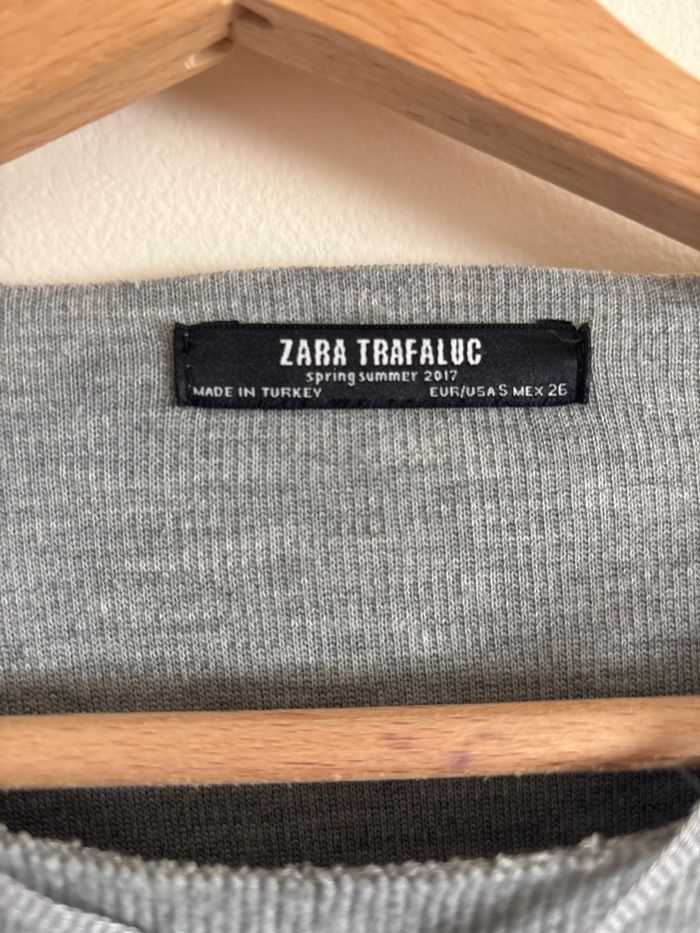 ZARA TRAFALUC
spring summer 2017
MADE IN TURKEY EUR/USA S MEX 26